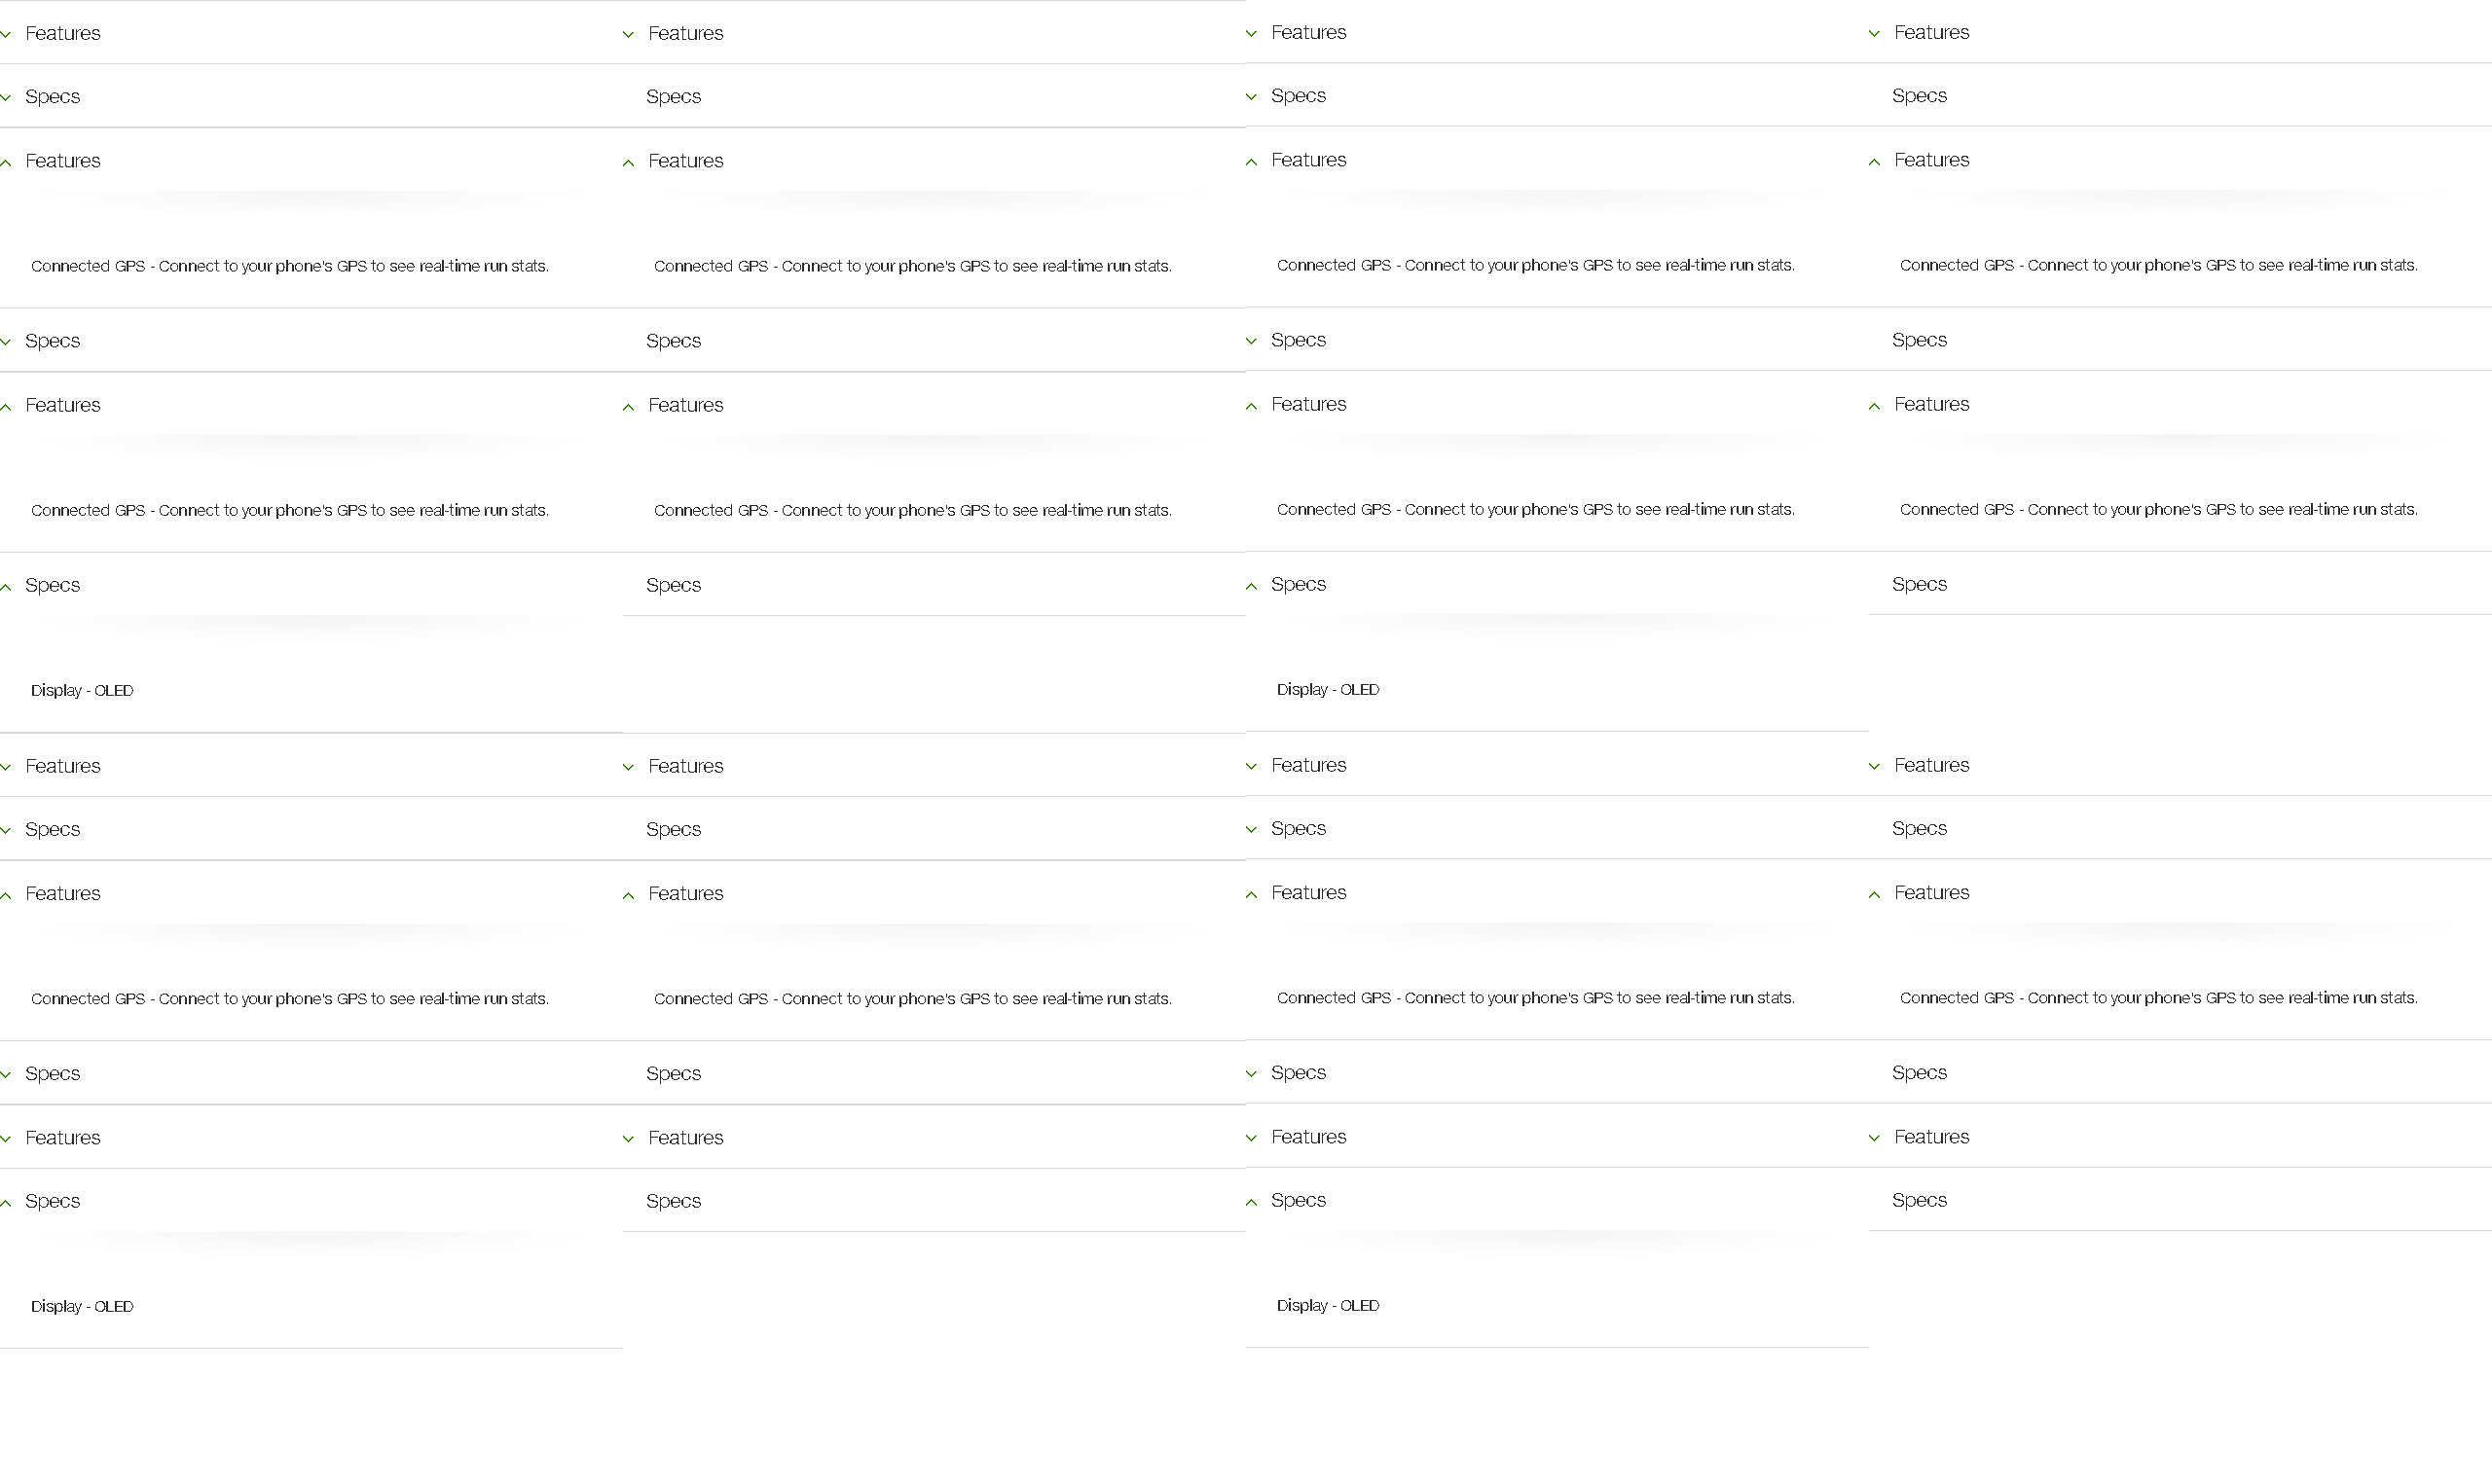 Features Features Features Features
Specs Specs Specs Specs
Features Features Features Features
Connected GPS - Connect to your phone's GPS to see real-time run stats. Connected GPS - Connect to your phone's GPS to see real-time run stats. Connected GPS - Connect to your phone's GPS to see real-time run stats. Connected GPS - Connect to your phone's GPS to see real-time run stats.
Specs Specs Specs Specs
Features Features Features Features
Connected GPS - Connect to your phone's GPS to see real-time run stats. Connected GPS - Connect to your phone's GPS to see real-time run stats. Connected GPS - Connect to your phone's GPS to see real-time run stats. Connected GPS - Connect to your phone's GPS to see real-time run stats.
Specs Specs Specs Specs
Display - OLED Display - OLED
Features Features Features Features
Specs Specs Specs Specs
Features Features Features Features
Connected GPS - Connect to your phone's GPS to see real-time run stats. Connected GPS - Connect to your phone's GPS to see real-time run stats. Connected GPS - Connect to your phone's GPS to see real-time run stats. Connected GPS - Connect to your phone's GPS to see real-time run stats.
Specs Specs Specs Specs
Features Features Features Features
Specs Specs Specs Specs
Display - OLED Display - OLED